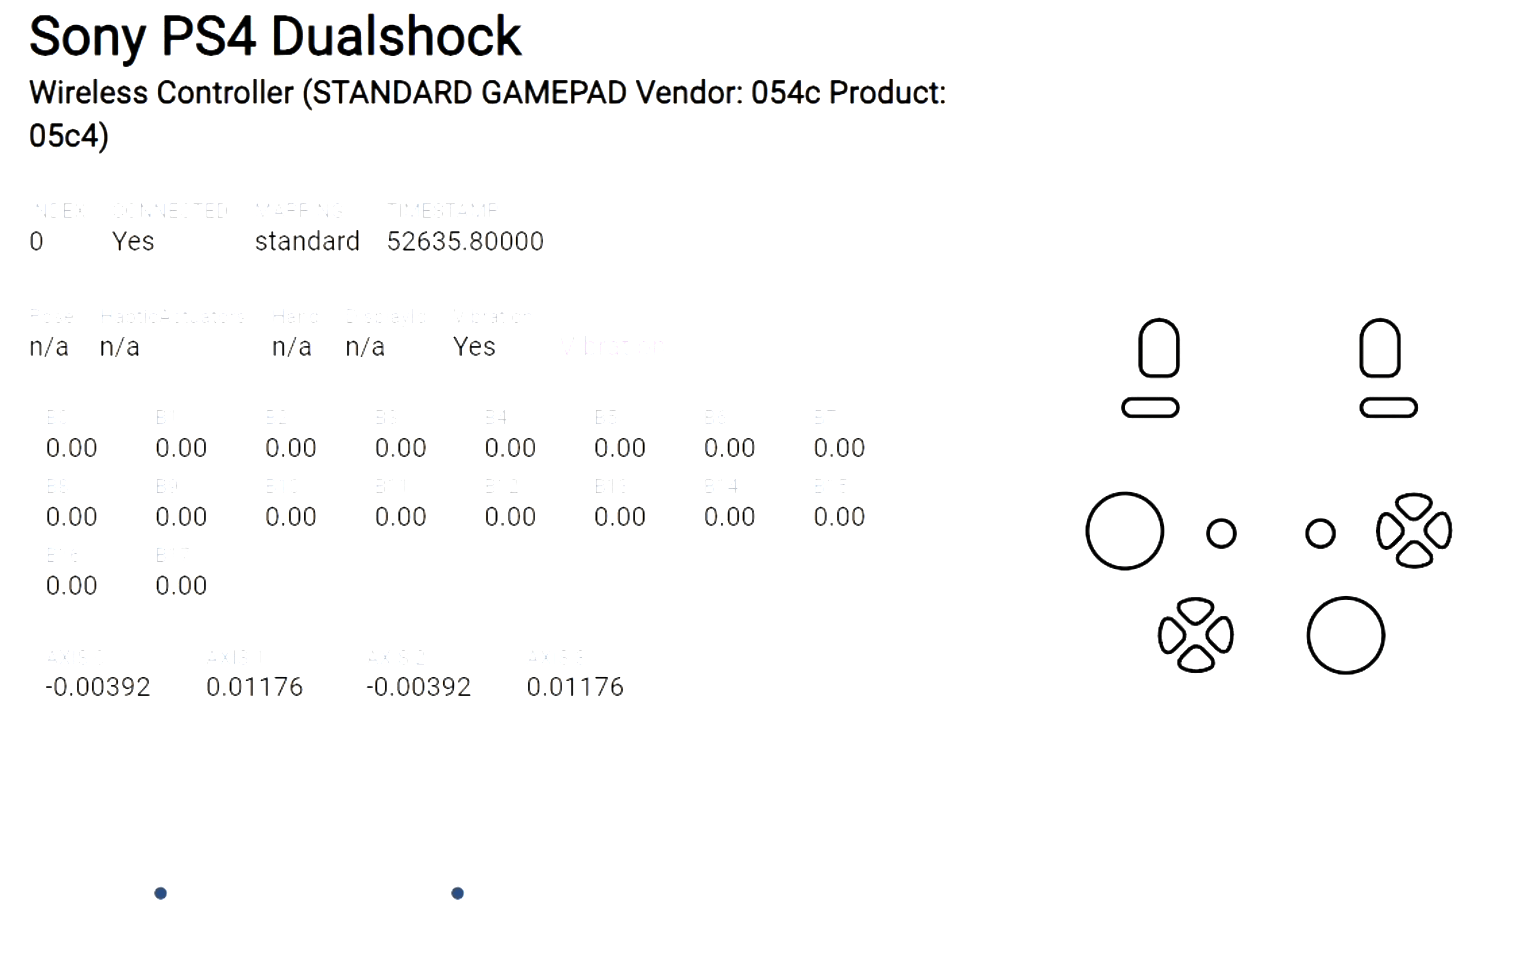 Sony PS4 Dualshock
Wireless Controller (STANDARD GAMEPAD Vendor: 054c Product:
05c4)
INDEX CONNECTED MAPPING TIMESTAMP
0 Yes standard 52635.80000
Pose HapticActuators Hand DisplayId Vibration
n/a n/a n/a n/a Yes Vibration
B0 B1 B2 B3 B4 B5 B6 B7
0.00 0.00 0.00 0.00 0.00 0.00 0.00 0.00
B8 B9 B10 B11 B12 B13 B14 B15
0.00 0.00 0.00 0.00 0.00 0.00 0.00 0.00
B16 B17
0.00 0.00
AXIS 0 AXIS 1 AXIS 2 AXIS 3
-0.00392 0.01176 -0.00392 0.01176